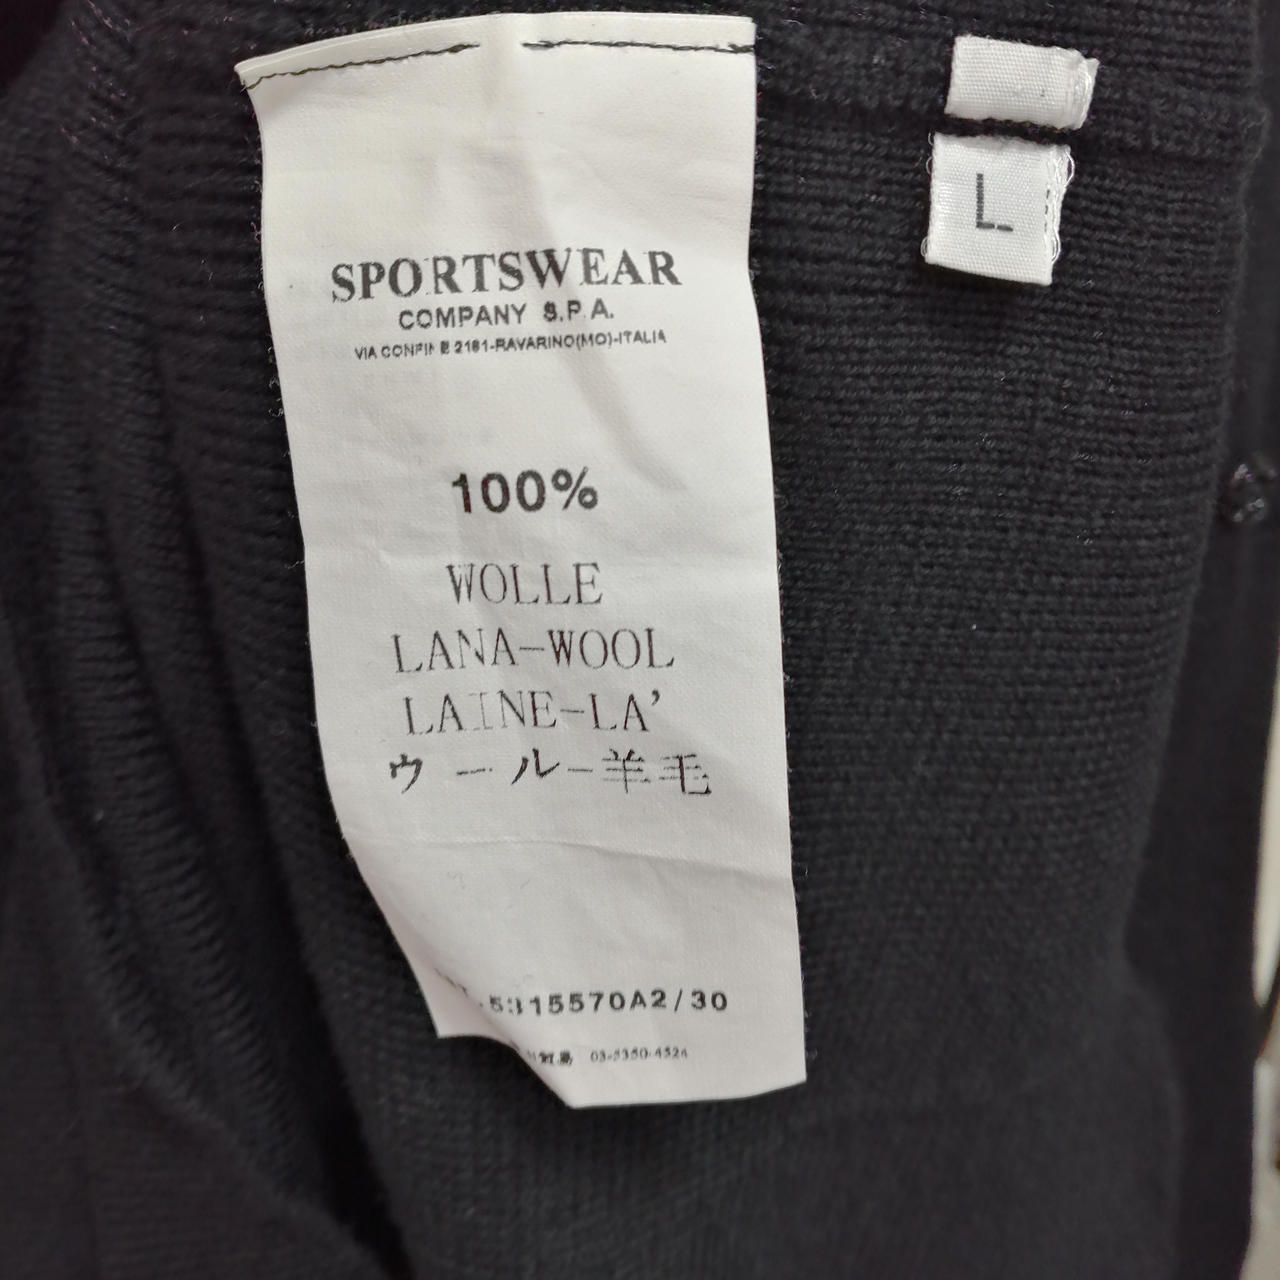 SPORTSWEAR
COMPANY S.P.A.
VIA CONFINE 2181-RAVARINO(MO)-ITALIA
100%
WOLLE
LANA-WOOL
LAINE-LA'
ウール-羊毛
5315570A2/30
03-5350-4524
L